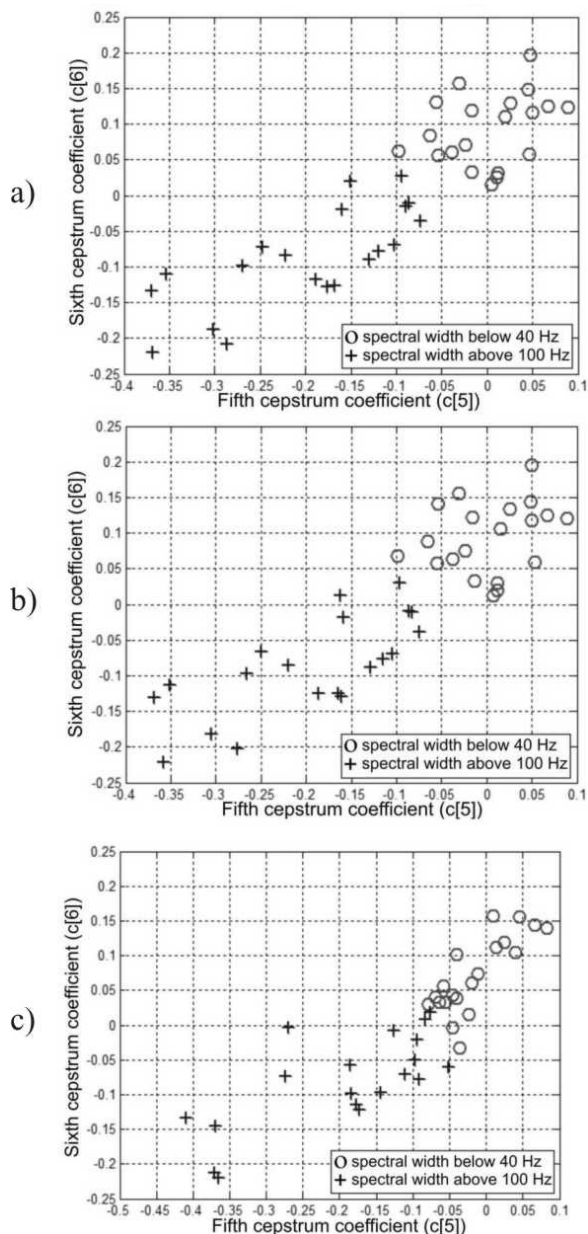 a)
Sixth cepstrum coefficient (c[6])
0.25
0.2
0.15
0.1
0.05
0
-0.05
-0.1
-0.15
-0.2
-0.25
O spectral width below 40 Hz
+ spectral width above 100 Hz
-0.4 -0.35 -0.3 -0.25 -0.2 -0.15 -0.1 -0.05 0 0.05 0.1
Fifth cepstrum coefficient (c[5])
b)
Sixth cepstrum coefficient (c[6])
0.25
0.2
0.15
0.1
0.05
0
-0.05
-0.1
-0.15
-0.2
-0.25
O spectral width below 40 Hz
+ spectral width above 100 Hz
-0.4 -0.35 -0.3 -0.25 -0.2 -0.15 -0.1 -0.05 0 0.05 0.1
Fifth cepstrum coefficient (c[5])
c)
Sixth cepstrum coefficient (c[6])
0.25
0.2
0.15
0.1
0.05
0
-0.05
-0.1
-0.15
-0.2
-0.25
O spectral width below 40 Hz
+ spectral width above 100 Hz
-0.5 -0.45 -0.4 -0.35 -0.3 -0.25 -0.2 -0.15 -0.1 -0.05 0 0.05 0.1
Fifth cepstrum coefficient (c[5])